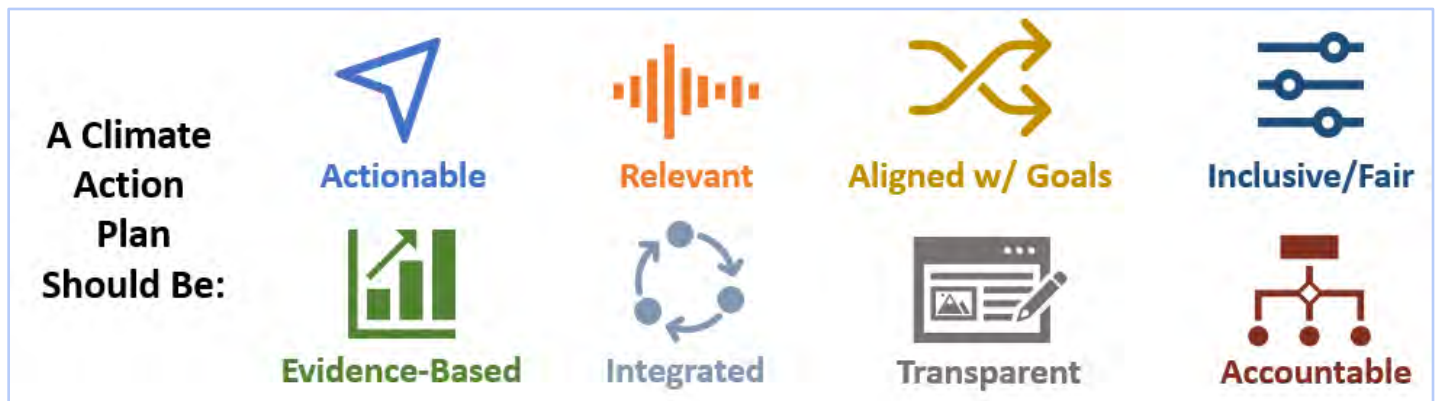 A Climate
Action
Plan
Should Be:
Actionable
Relevant
Aligned w/ Goals
Inclusive/Fair
Evidence-Based
Integrated
Transparent
Accountable